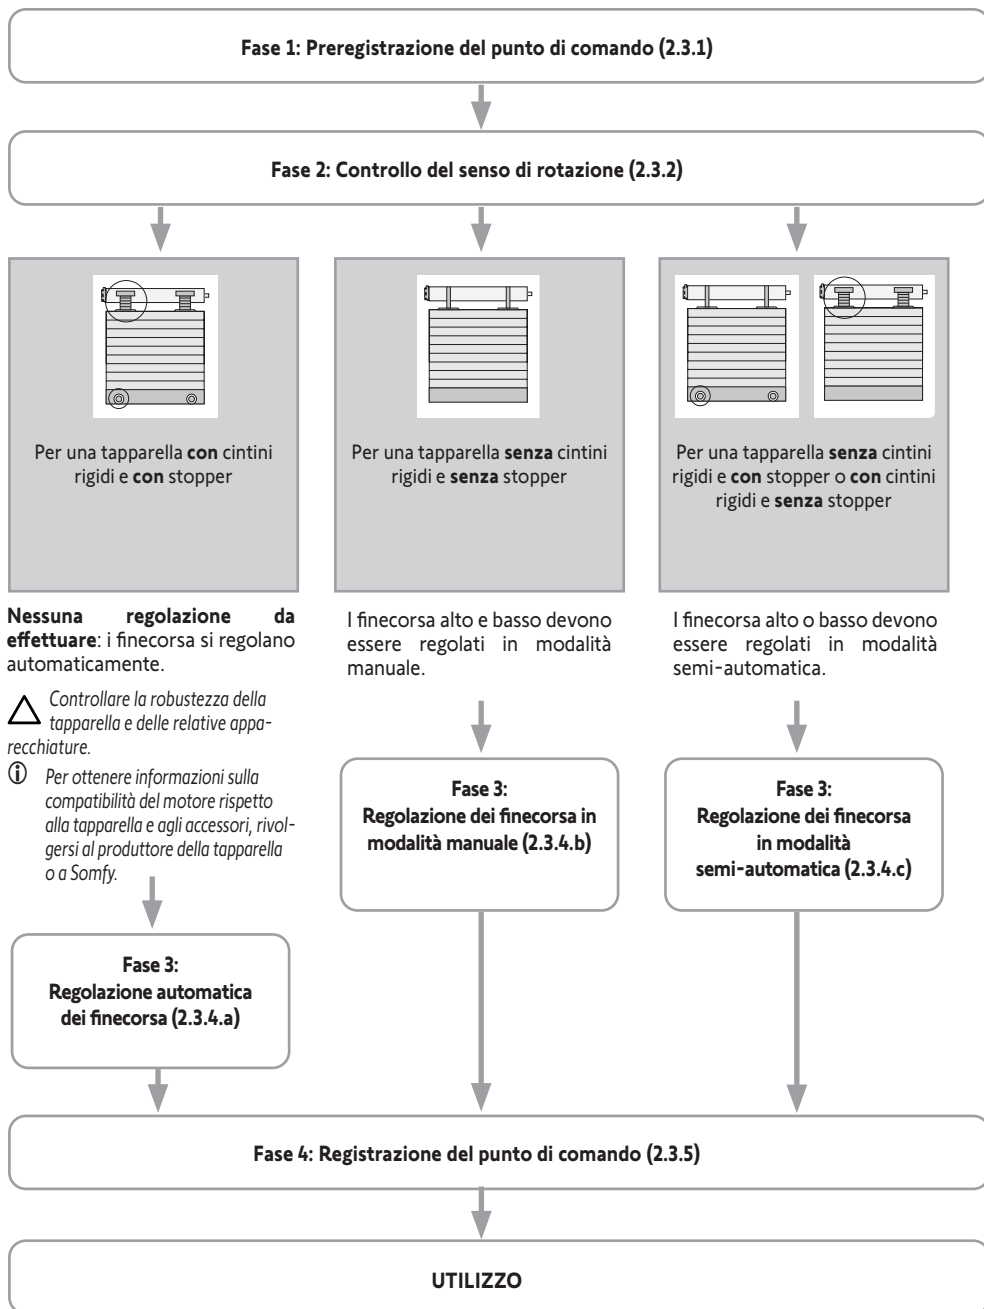 Fase 1: Preregistrazione del punto di comando (2.3.1)
Fase 2: Controllo del senso di rotazione (2.3.2)
Per una tapparella con cintini
rigidi e con stopper
Per una tapparella senza cintini
rigidi e senza stopper
Per una tapparella senza cintini
rigidi e con stopper o con cintini
rigidi e senza stopper
Nessuna regolazione da
effettuare: i finecorsa si regolano
automaticamente.
Controllare la robustezza della
tapparella e delle relative appa-
recchiature.
Per ottenere informazioni sulla
compatibilità del motore rispetto
alla tapparella e agli accessori, rivol-
gersi al produttore della tapparella
o a Somfy.
Fase 3:
Regolazione automatica
dei finecorsa (2.3.4.a)
I finecorsa alto e basso devono
essere regolati in modalità
manuale.
Fase 3:
Regolazione dei finecorsa in
modalità manuale (2.3.4.b)
I finecorsa alto o basso devono
essere regolati in modalità
semi-automatica.
Fase 3:
Regolazione dei finecorsa
in modalità
semi-automatica (2.3.4.c)
Fase 4: Registrazione del punto di comando (2.3.5)
UTILIZZO